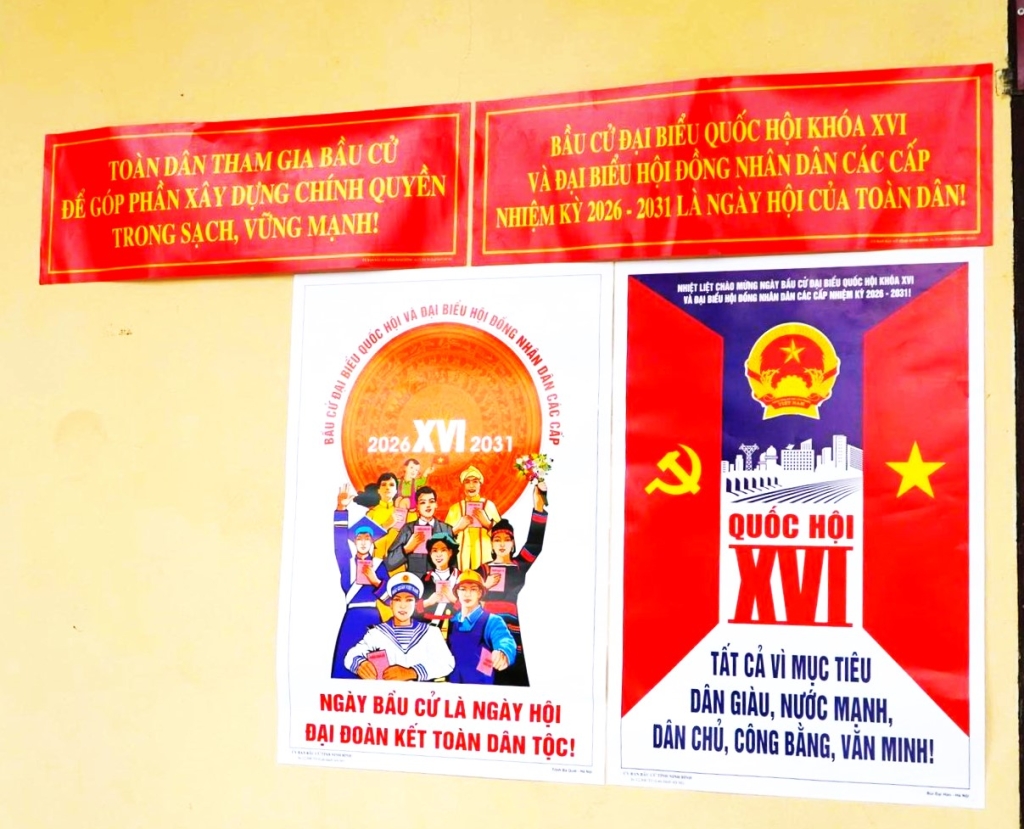 TOÀN DÂN THAM GIA BẦU CỬ
ĐỂ GÓP PHẦN XÂY DỰNG CHÍNH QUYỀN
TRONG SẠCH, VỮNG MẠNH!
BẦU CỬ ĐẠI BIỂU QUỐC HỘI KHÓA XVI
VÀ ĐẠI BIỂU HỘI ĐỒNG NHÂN DÂN CÁC CẤP
NHIỆM KỲ 2026 - 2031 LÀ NGÀY HỘI CỦA TOÀN DÂN!
BẦU CỬ ĐẠI BIỂU QUỐC HỘI VÀ ĐẠI BIỂU HỘI ĐỒNG NHÂN DÂN CÁC CẤP
2026 XVI 2031
NGÀY BẦU CỬ LÀ NGÀY HỘI
ĐẠI ĐOÀN KẾT TOÀN DÂN TỘC!
NHIỆT LIỆT CHÀO MỪNG NGÀY BẦU CỬ ĐẠI BIỂU QUỐC HỘI KHÓA XVI
VÀ ĐẠI BIỂU HỘI ĐỒNG NHÂN DÂN CÁC CẤP NHIỆM KỲ 2026 - 2031!
VIỆT NAM
QUỐC HỘI
XVI
TẤT CẢ VÌ MỤC TIÊU
DÂN GIÀU, NƯỚC MẠNH,
DÂN CHỦ, CÔNG BẰNG, VĂN MINH!